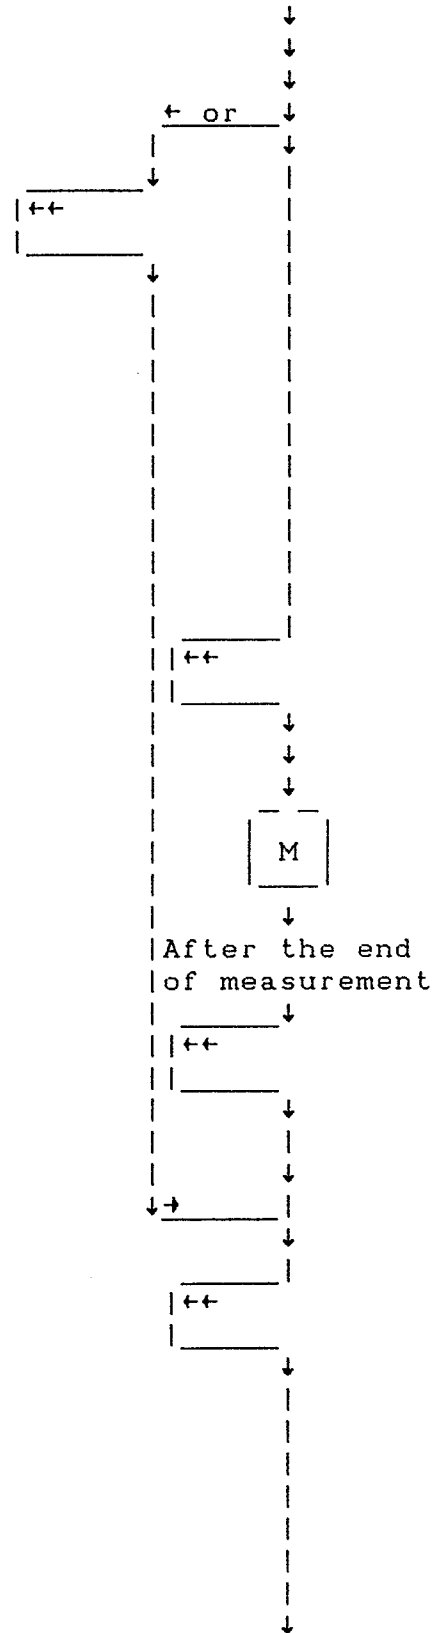 ← or
←←
←←
M
After the end
of measurement
←←
→
←←